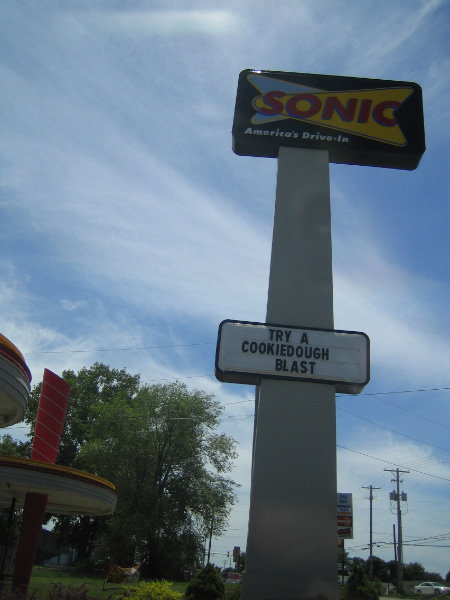 SONIC
America's Drive-In
TRY A
COOKIEDOUGH
BLAST